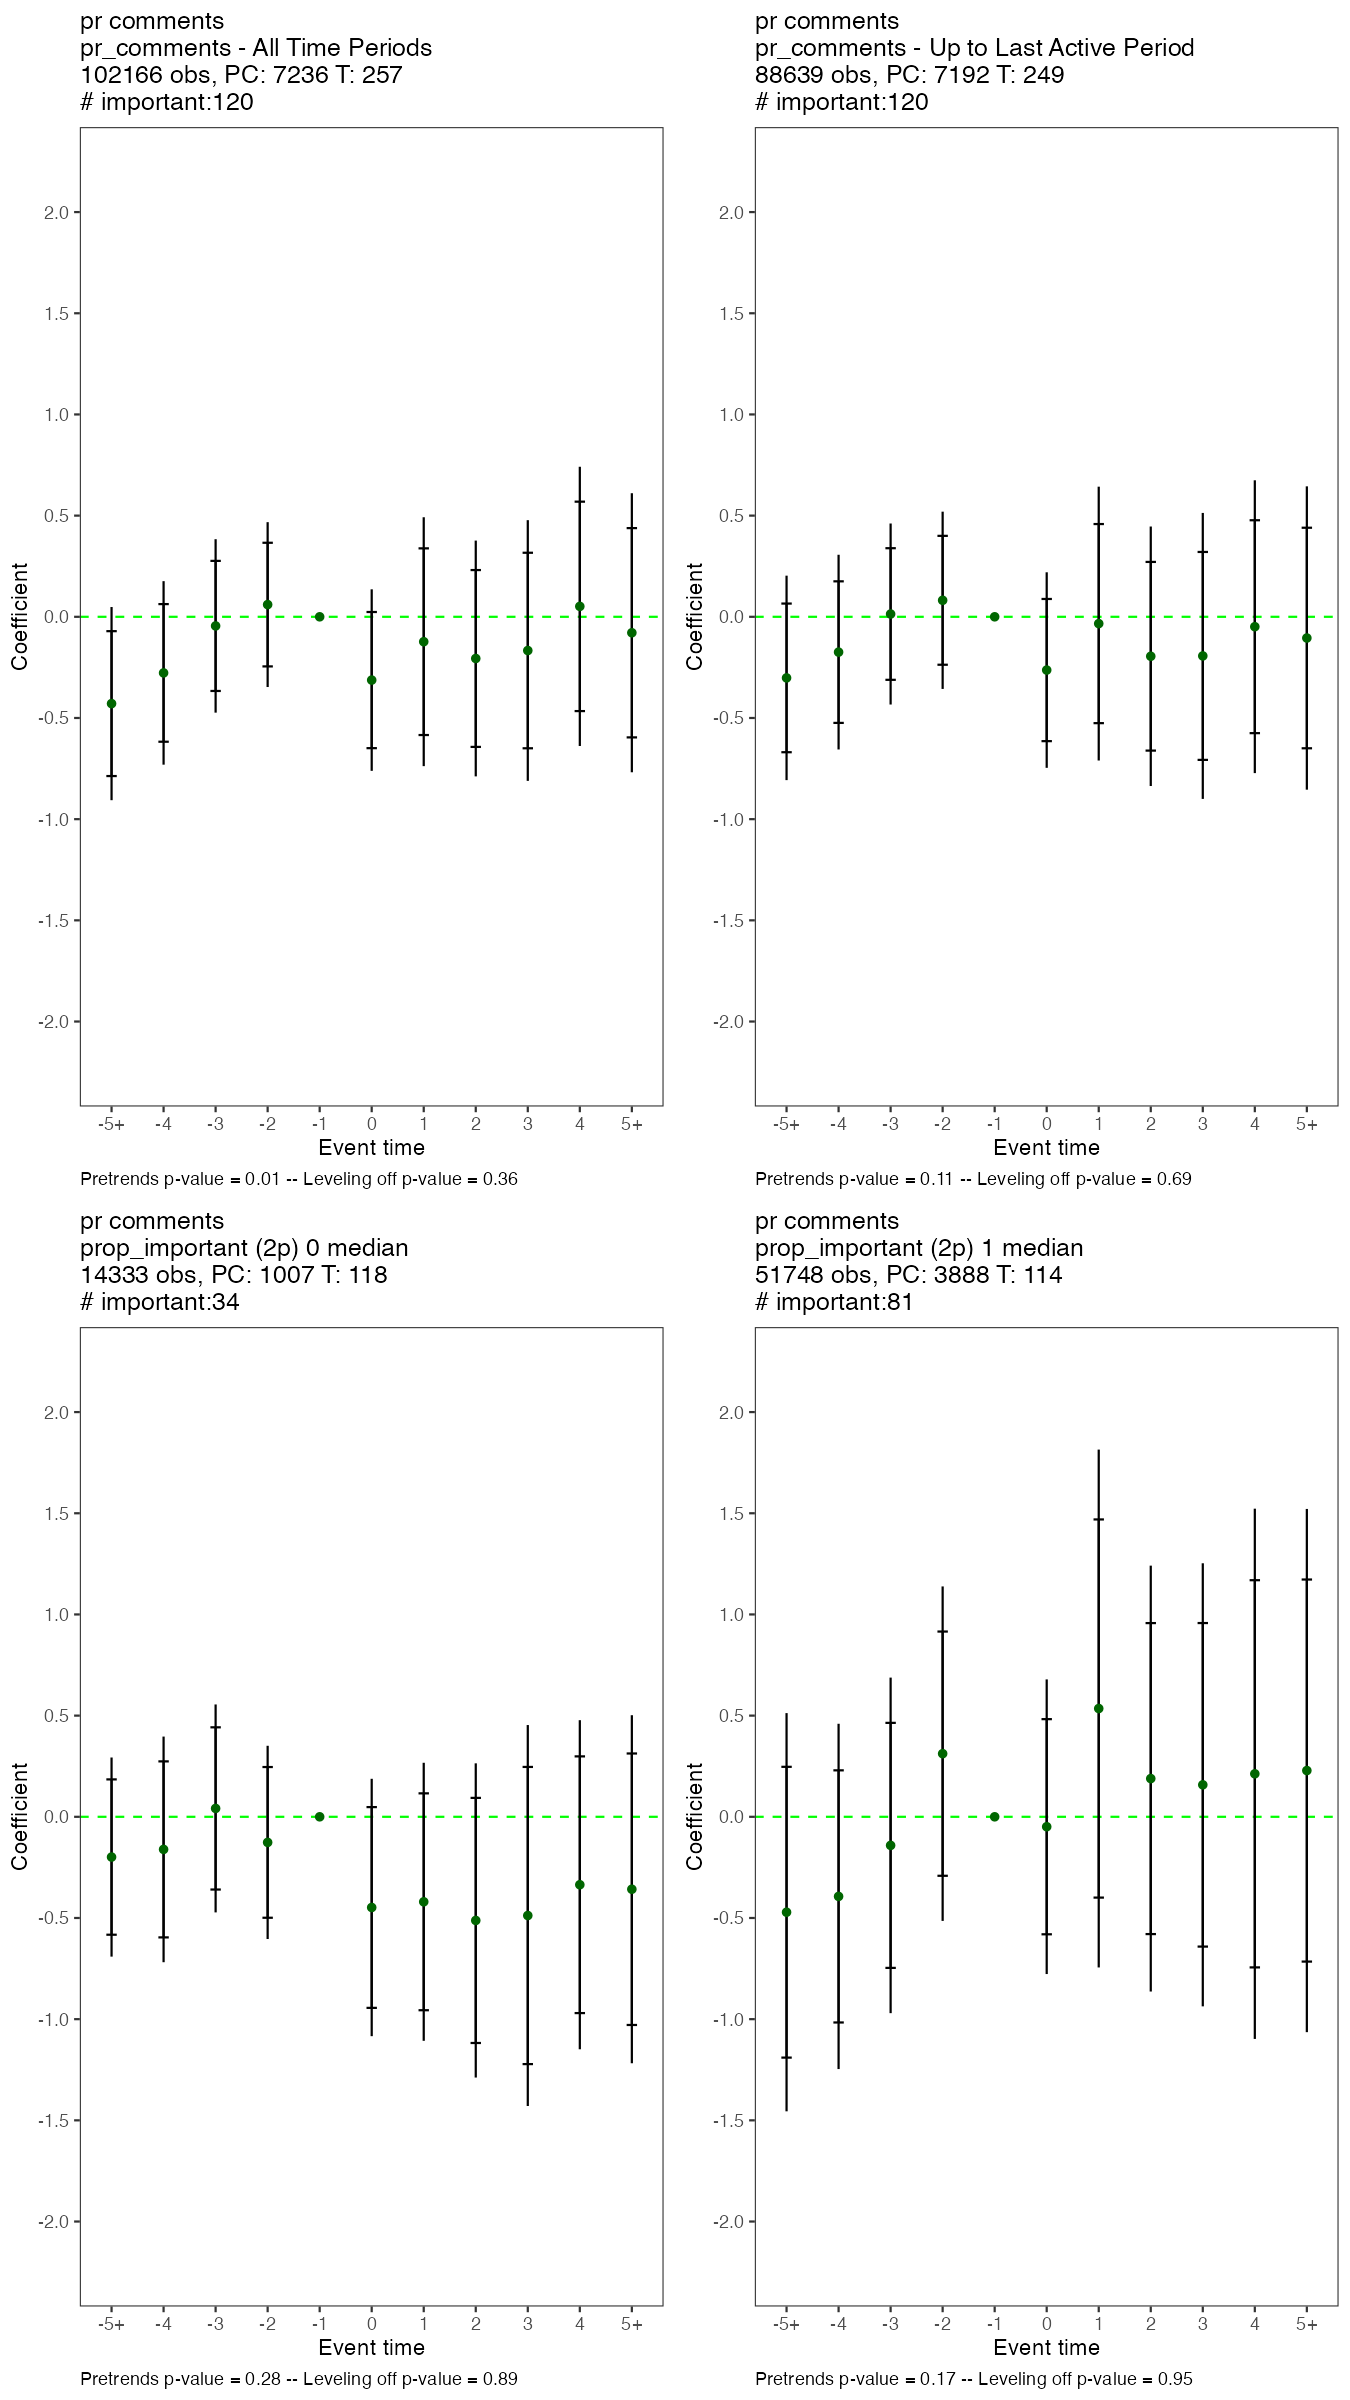 pr comments
pr_comments - All Time Periods
102166 obs, PC: 7236 T: 257
# important:120
2.0
1.5
1.0
0.5
0.0
-0.5
-1.0
-1.5
-2.0
Coefficient
-5+ -4 -3 -2 -1 0 1 2 3 4 5+
Event time
Pretrends p-value = 0.01 -- Leveling off p-value = 0.36
pr comments
pr_comments - Up to Last Active Period
88639 obs, PC: 7192 T: 249
# important:120
2.0
1.5
1.0
0.5
0.0
-0.5
-1.0
-1.5
-2.0
Coefficient
-5+ -4 -3 -2 -1 0 1 2 3 4 5+
Event time
Pretrends p-value = 0.11 -- Leveling off p-value = 0.69
pr comments
prop_important (2p) 0 median
14333 obs, PC: 1007 T: 118
# important:34
2.0
1.5
1.0
0.5
0.0
-0.5
-1.0
-1.5
-2.0
Coefficient
-5+ -4 -3 -2 -1 0 1 2 3 4 5+
Event time
Pretrends p-value = 0.28 -- Leveling off p-value = 0.89
pr comments
prop_important (2p) 1 median
51748 obs, PC: 3888 T: 114
# important:81
2.0
1.5
1.0
0.5
0.0
-0.5
-1.0
-1.5
-2.0
Coefficient
-5+ -4 -3 -2 -1 0 1 2 3 4 5+
Event time
Pretrends p-value = 0.17 -- Leveling off p-value = 0.95